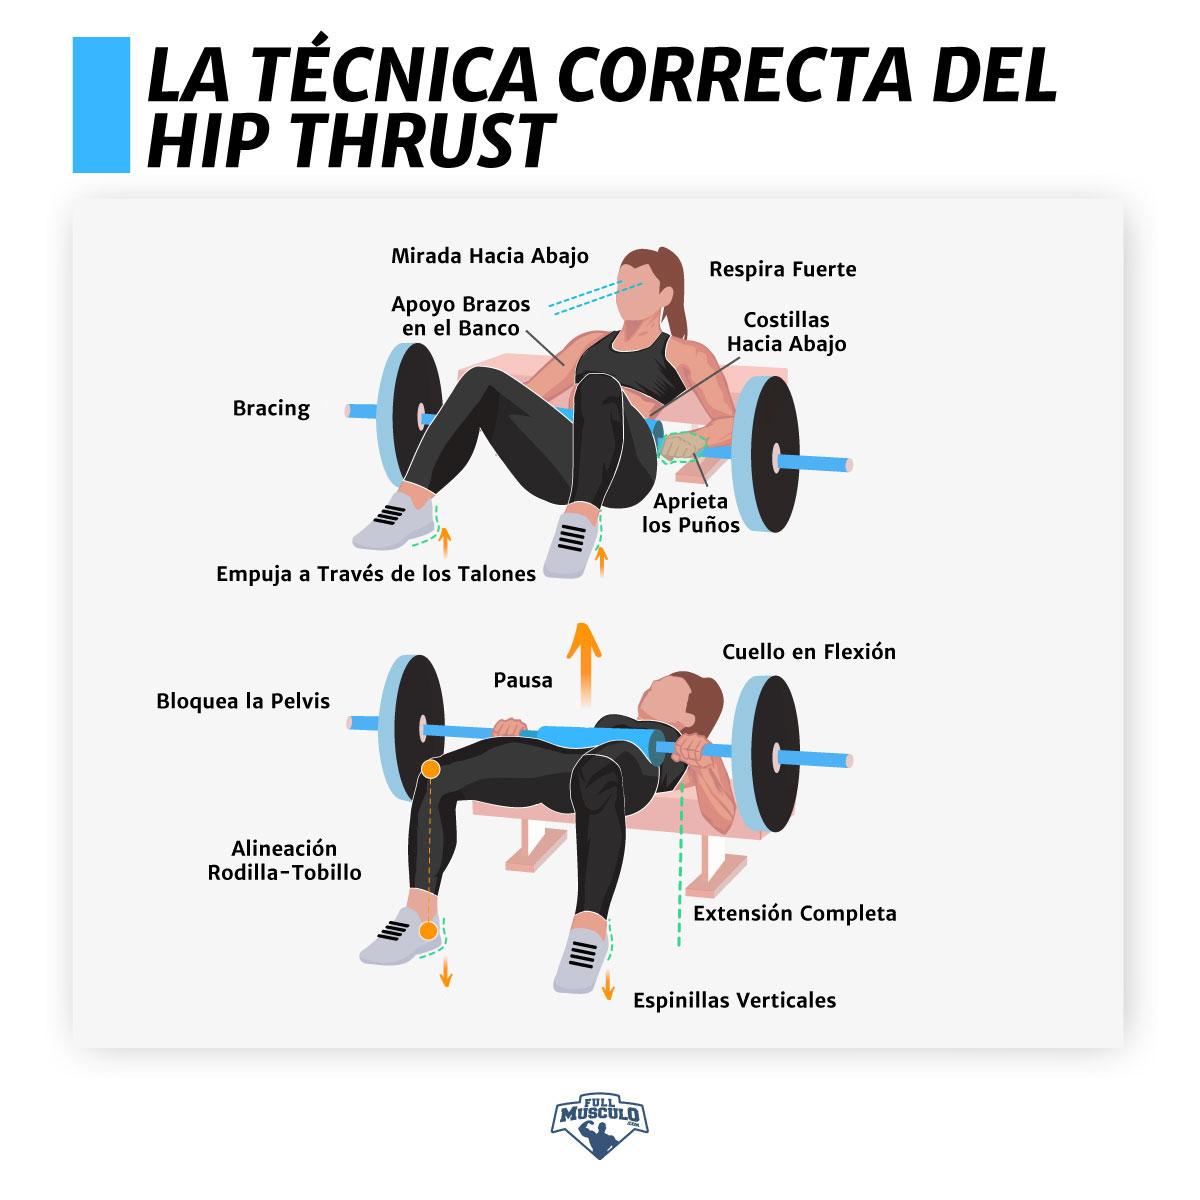 LA TÉCNICA CORRECTA DEL
HIP THRUST
Mirada Hacia Abajo
Respira Fuerte
Apoyo Brazos
en el Banco
Costillas
Hacia Abajo
Bracing
Aprieta
los Puños
Empuja a Través de los Talones
Cuello en Flexión
Pausa
Bloquea la Pelvis
Alineación
Rodilla-Tobillo
Extensión Completa
Espinillas Verticales
FULL
MUSCULO
.COM